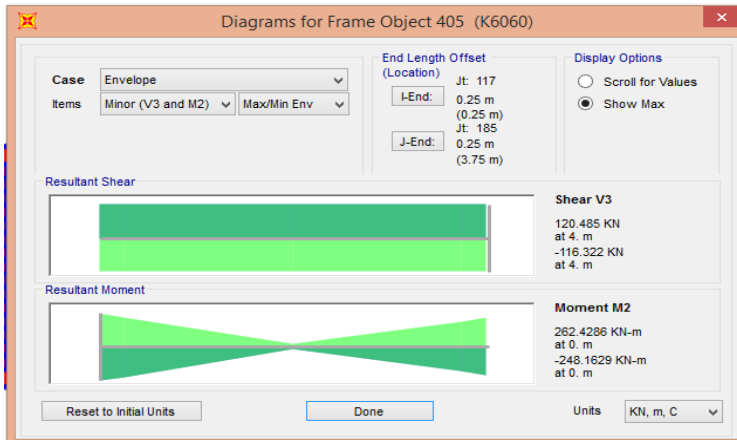 Diagrams for Frame Object 405 (K6060)
Case Envelope
Items Minor (V3 and M2) Max/Min Env
End Length Offset
(Location)
Jt: 117
I-End: 0.25 m
(0.25 m)
Jt: 185
J-End: 0.25 m
(3.75 m)
Display Options
Scroll for Values
Show Max
Resultant Shear
Shear V3
120.485 KN
at 4. m
-116.322 KN
at 4. m
Resultant Moment
Moment M2
262.4286 KN-m
at 0. m
-248.1629 KN-m
at 0. m
Reset to Initial Units Done Units KN, m, C